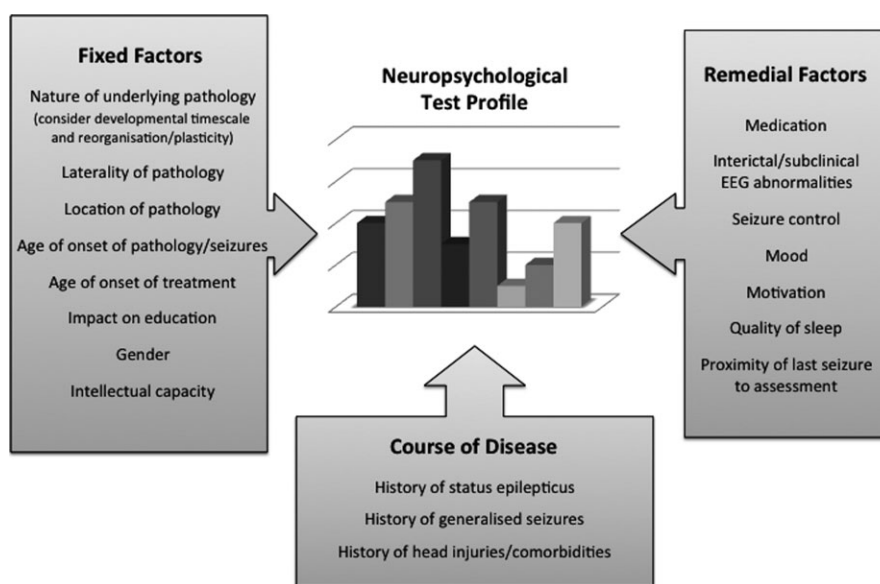 Fixed Factors
Nature of underlying pathology
(consider developmental timescale
and reorganisation/plasticity)
Laterality of pathology
Location of pathology
Age of onset of pathology/seizures
Age of onset of treatment
Impact on education
Gender
Intellectual capacity
Neuropsychological
Test Profile
Remedial Factors
Medication
Interictal/subclinical
EEG abnormalities
Seizure control
Mood
Motivation
Quality of sleep
Proximity of last seizure
to assessment
Course of Disease
History of status epilepticus
History of generalised seizures
History of head injuries/comorbidities